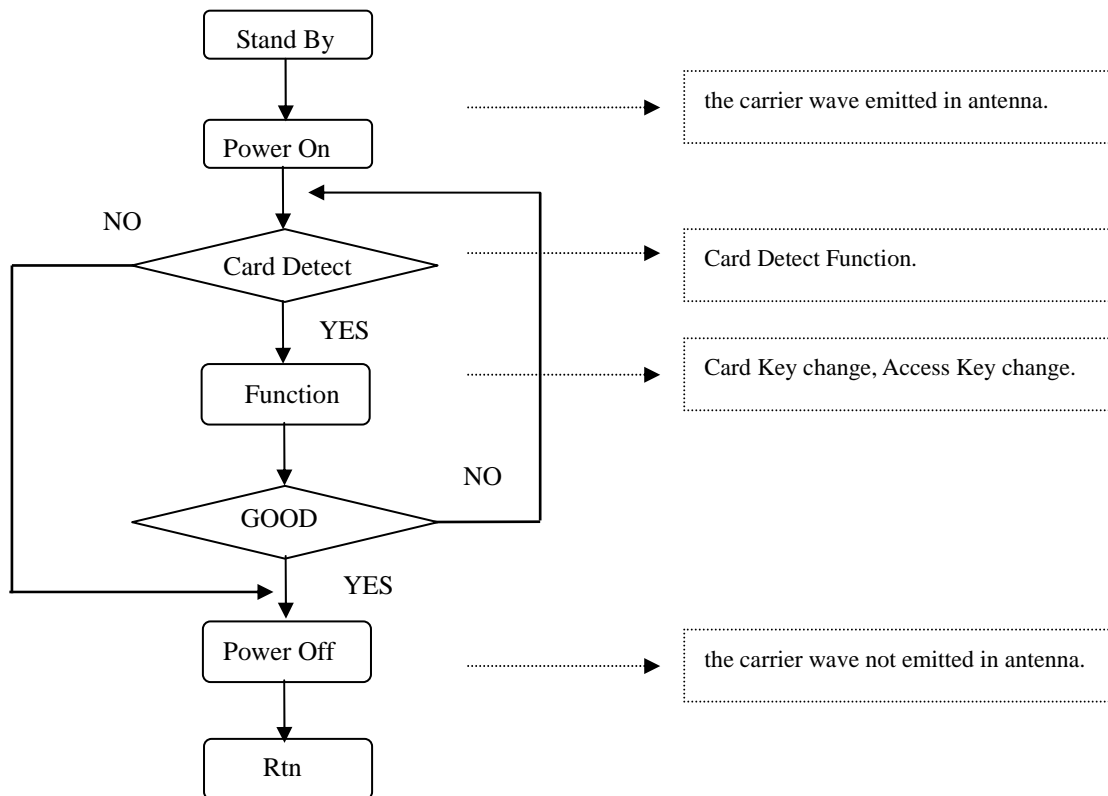 Stand By
the carrier wave emitted in antenna.
Power On
NO
Card Detect
Card Detect Function.
YES
Function
Card Key change, Access Key change.
NO
GOOD
YES
Power Off
the carrier wave not emitted in antenna.
Rtn